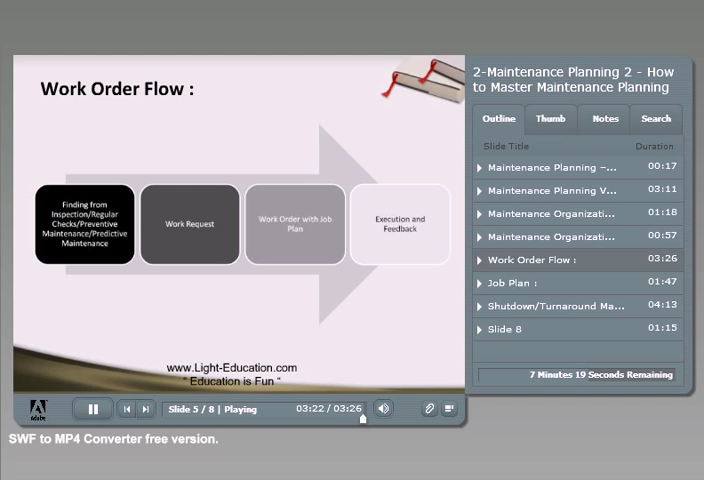 Work Order Flow :
Finding from
Inspection/Regular
Checks/Preventive
Maintenance/Predictive
Maintenance
Work Request
Work Order with Job
Plan
Execution and
Feedback
www.Light-Education.com
" Education is Fun "
Adobe
Slide 5 / 8 | Playing
03:22 / 03:26
SWF to MP4 Converter free version.
2-Maintenance Planning 2 - How
to Master Maintenance Planning
Outline Thumb Notes Search
Slide Title Duration
Maintenance Planning –... 00:17
Maintenance Planning V... 03:11
Maintenance Organizati... 01:18
Maintenance Organizati... 00:57
Work Order Flow : 03:26
Job Plan : 01:47
Shutdown/Turnaround Ma... 04:13
Slide 8 01:15
7 Minutes 19 Seconds Remaining